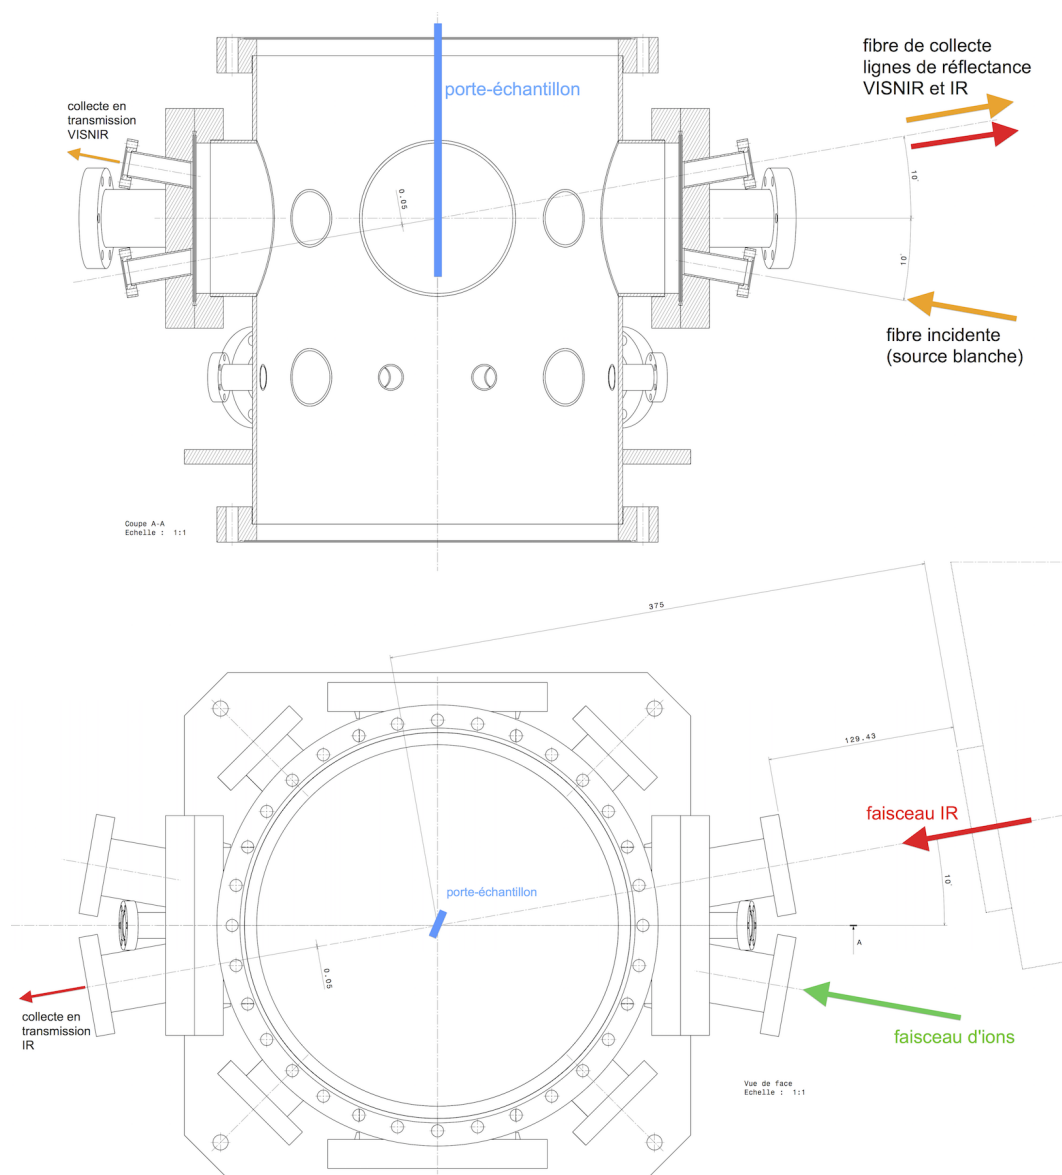 fibre de collecte
lignes de réflectance
VISNIR et IR
porte-échantillon
collecte en
transmission
VISNIR
0.05
10°
10°
fibre incidente
(source blanche)
Coupe A-A
Echelle : 1:1
375
129.43
faisceau IR
10°
porte-échantillon
A
0.05
collecte en
transmission
IR
faisceau d'ions
Vue de face
Echelle : 1:1